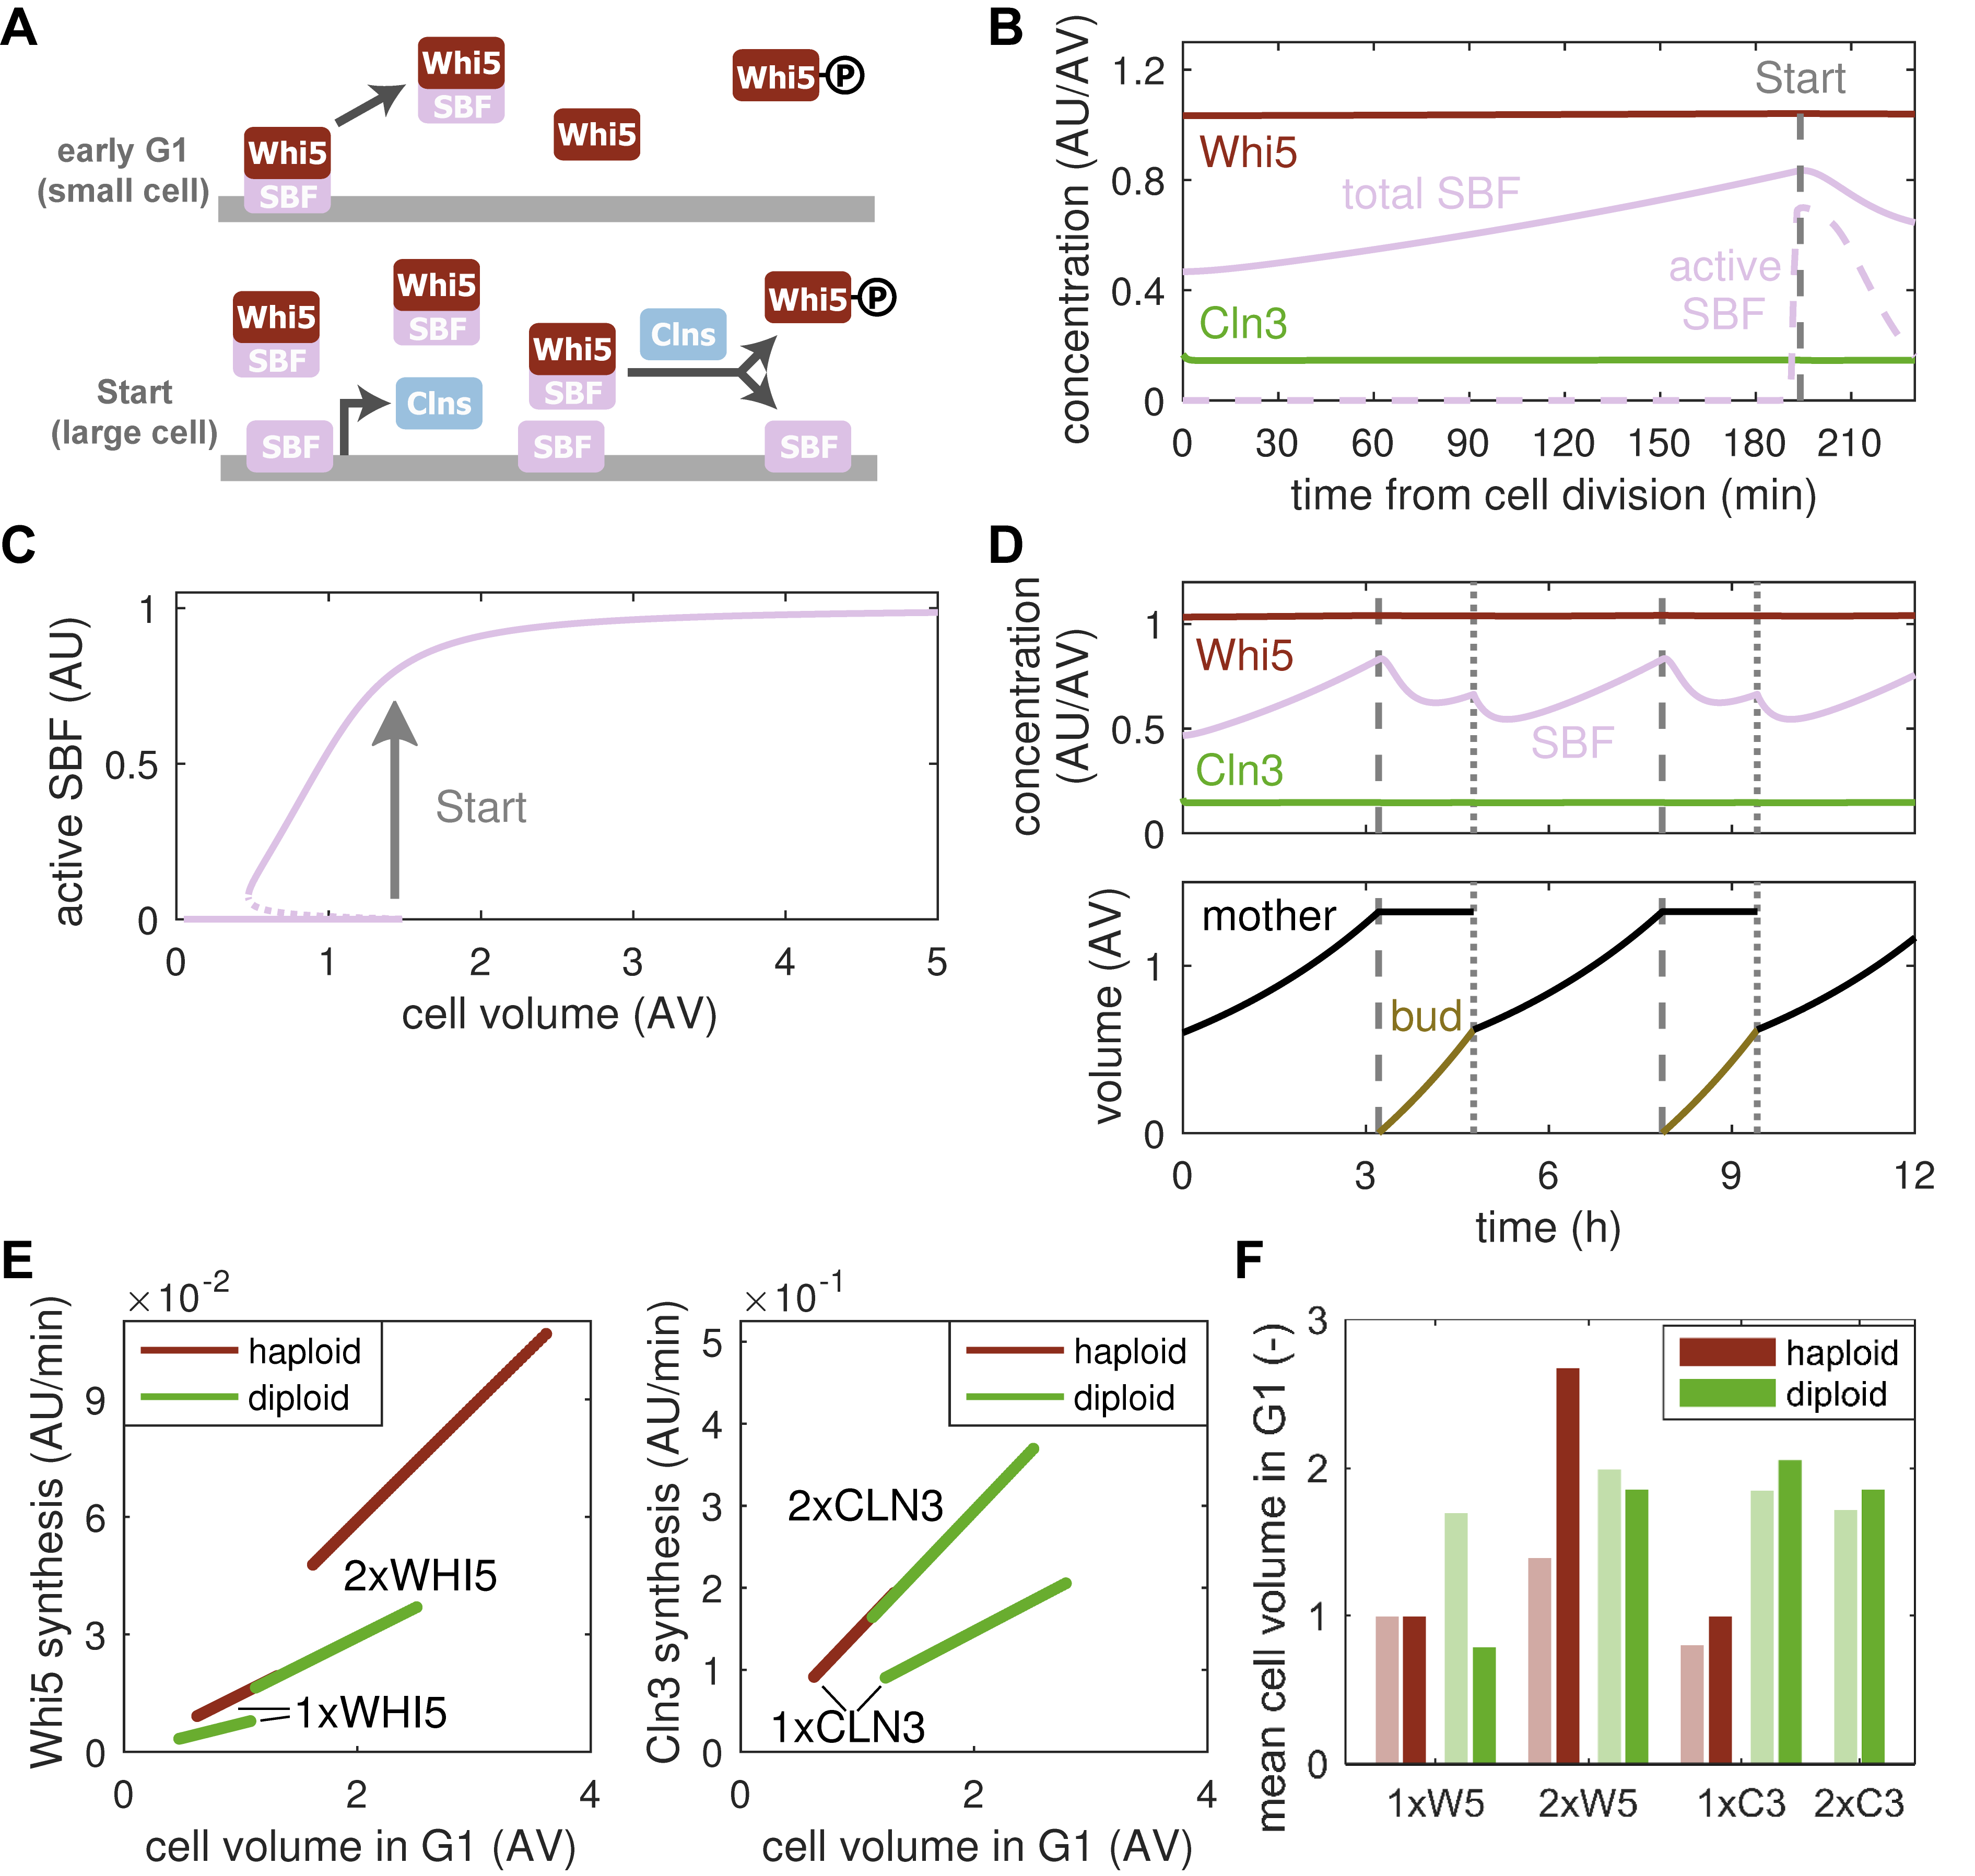 A
Whi5
SBF
Whi5
P
Whi5
early G1
(small cell)
Whi5
SBF
Whi5
SBF
Whi5
SBF
Whi5
P
Clns
Whi5
SBF
Start
(large cell)
Clns
SBF
SBF
SBF
B
concentration (AU/AV)
1.2
0.8
0.4
0
Start
Whi5
total SBF
active
SBF
Cln3
0 30 60 90 120 150 180 210
time from cell division (min)
C
active SBF (AU)
1
0.5
0
Start
0 1 2 3 4 5
cell volume (AV)
D
concentration
(AU/AV)
1
0.5
0
Whi5
SBF
Cln3
volume (AV)
1
0
mother
bud
0 3 6 9 12
time (h)
E
×10-2
Whi5 synthesis (AU/min)
9
6
3
0
haploid
diploid
2xWHI5
1xWHI5
0 2 4
cell volume in G1 (AV)
×10-1
Cln3 synthesis (AU/min)
5
4
3
2
1
0
haploid
diploid
2xCLN3
1xCLN3
0 2 4
cell volume in G1 (AV)
F
mean cell volume in G1 (-)
3
2
1
0
haploid
diploid
1xW5 2xW5 1xC3 2xC3